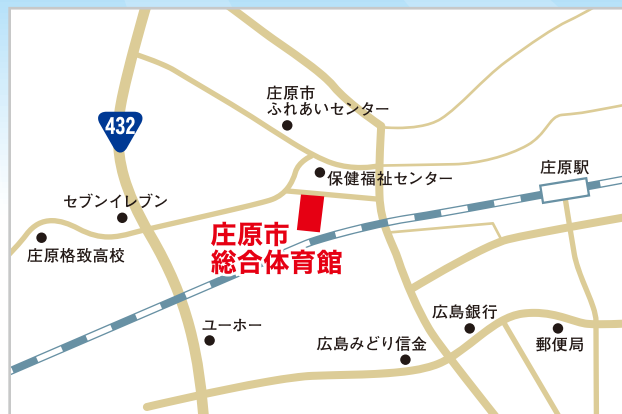 庄原市
ふれあいセンター
432
保健福祉センター
庄原駅
セブンイレブン
庄原格致高校
庄原市
総合体育館
広島銀行
ユーホー
広島みどり信金
郵便局